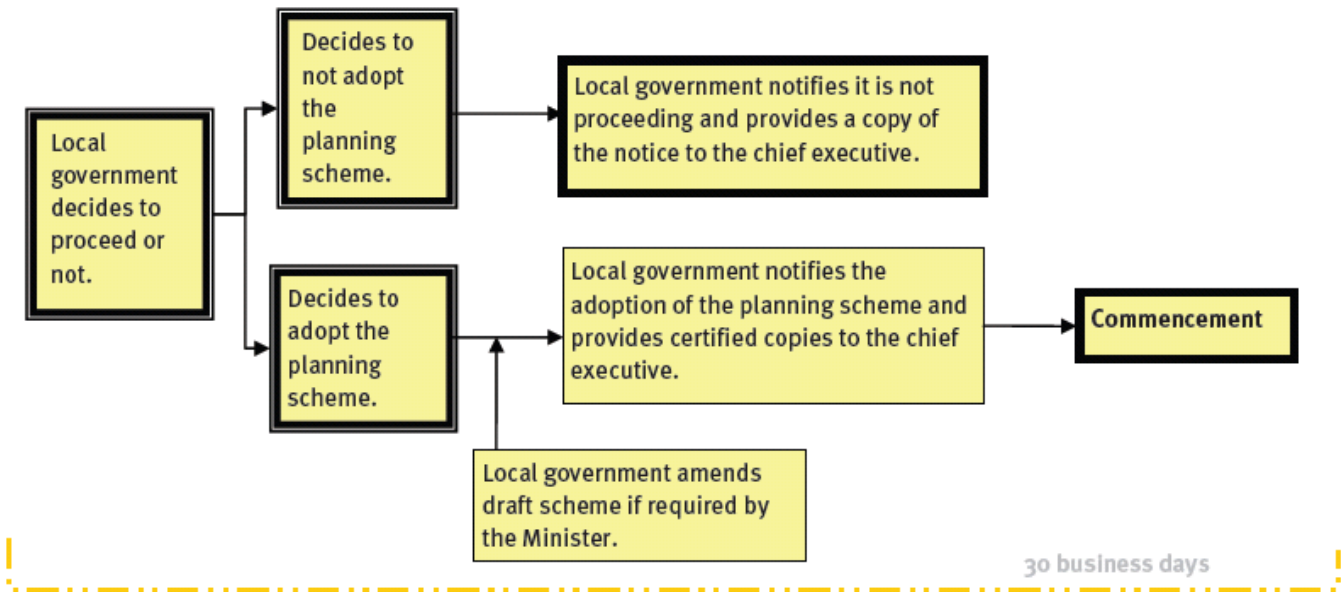 Local
government
decides to
proceed or
not.
Decides to
not adopt
the
planning
scheme.
Local government notifies it is not
proceeding and provides a copy of
the notice to the chief executive.
Decides to
adopt the
planning
scheme.
Local government notifies the
adoption of the planning scheme and
provides certified copies to the chief
executive.
Commencement
Local government amends
draft scheme if required by
the Minister.
30 business days